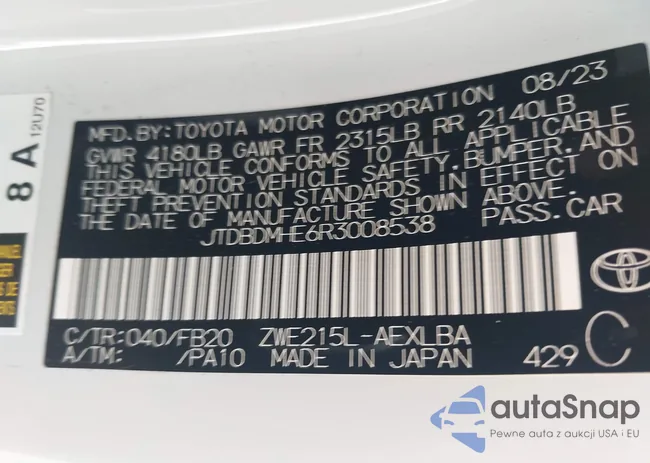 8 A 12U70
MFD. BY: TOYOTA MOTOR CORPORATION 08/23
GVWR 4180LB GAWR FR 2315LB RR 2140LB
THIS VEHICLE CONFORMS TO ALL APPLICABLE
FEDERAL MOTOR VEHICLE SAFETY, BUMPER, AND
THEFT PREVENTION STANDARDS IN EFFECT ON
THE DATE OF MANUFACTURE SHOWN ABOVE.
JTDBDMHE6R3008538 PASS. CAR
C/TR: 040/FB20 ZWE215L-AEXLBA
A/TM: /PA10 MADE IN JAPAN 429 C
autaSnap
Pewne auta z aukcji USA i EU